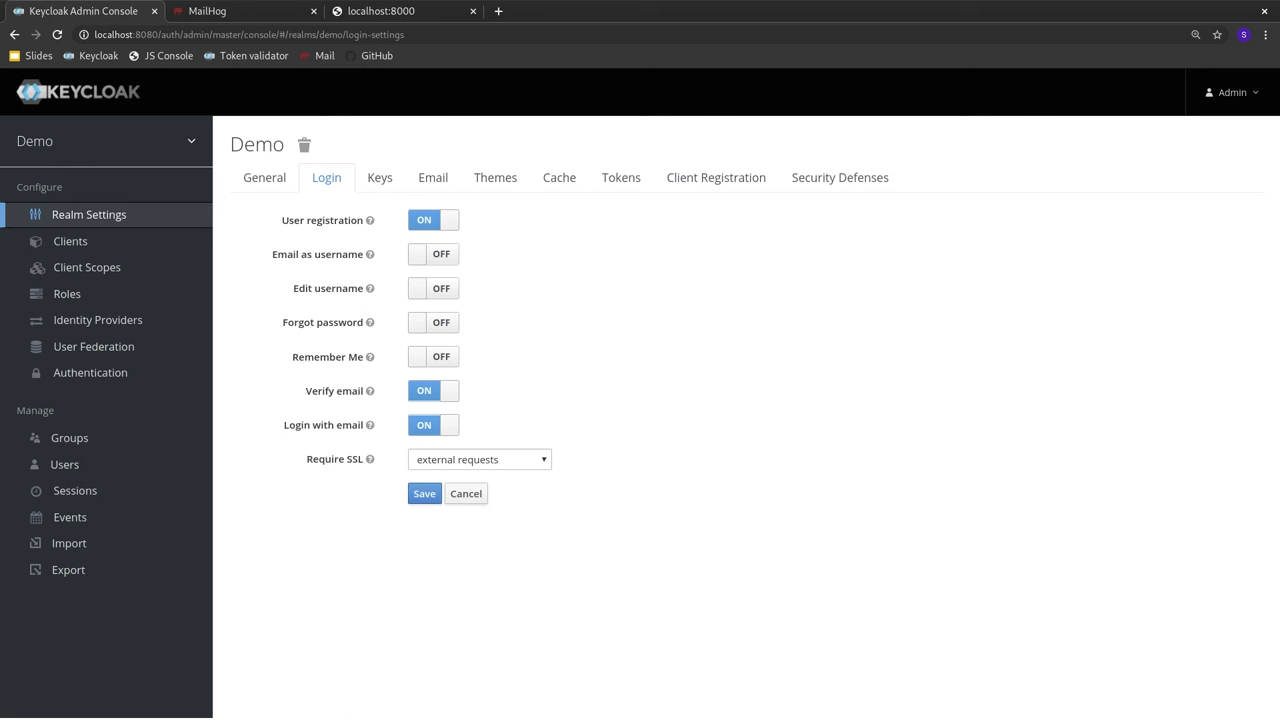 Keycloak Admin Console
MailHog
localhost:8000
localhost:8080/auth/admin/master/console/#/realms/demo/login-settings
S
Slides
Keycloak
JS Console
Token validator
Mail
GitHub
KEYCLOAK
Admin
Demo
Configure
Realm Settings
Clients
Client Scopes
Roles
Identity Providers
User Federation
Authentication
Manage
Groups
Users
Sessions
Events
Import
Export
Demo
General Login Keys Email Themes Cache Tokens Client Registration Security Defenses
User registration ON
Email as username OFF
Edit username OFF
Forgot password OFF
Remember Me OFF
Verify email ON
Login with email ON
Require SSL external requests
Save Cancel